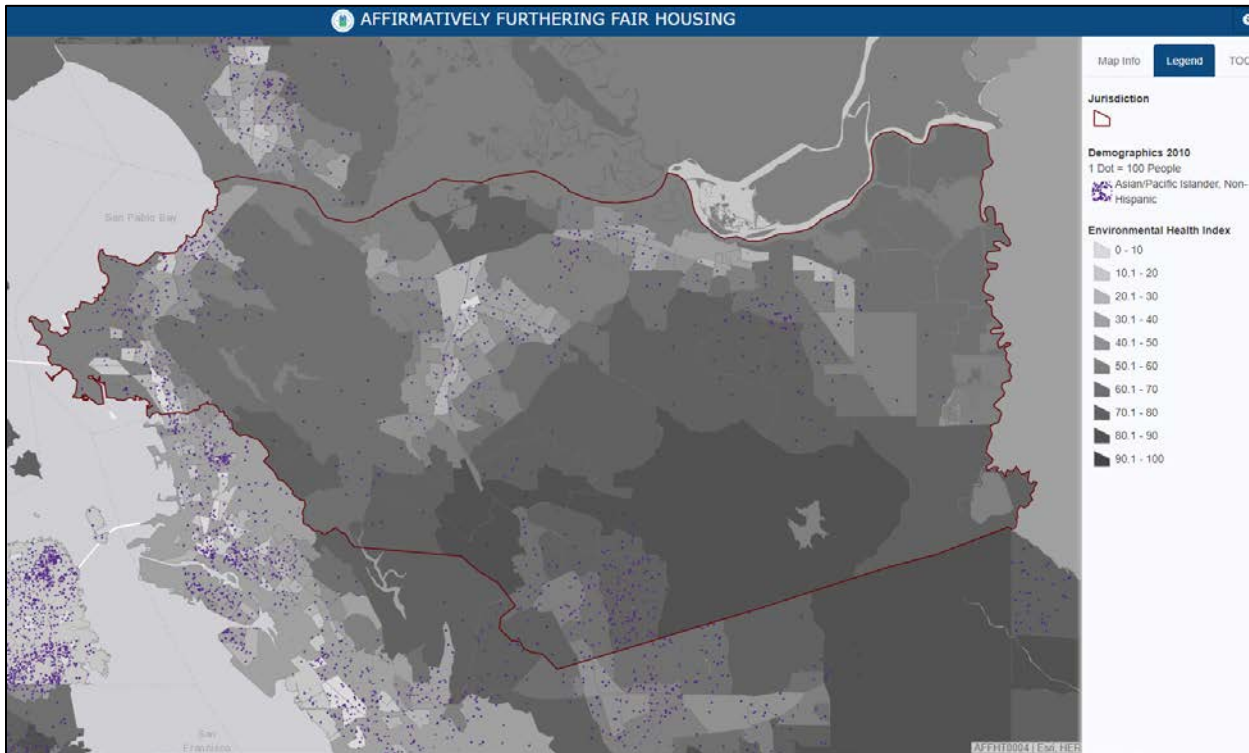 AFFIRMATIVELY FURTHERING FAIR HOUSING
Map Info
Legend
TOC
Jurisdiction
Demographics 2010
1 Dot = 100 People
Asian/Pacific Islander, Non-
Hispanic
Environmental Health Index
0 - 10
10.1 - 20
20.1 - 30
30.1 - 40
40.1 - 50
50.1 - 60
60.1 - 70
70.1 - 80
80.1 - 90
90.1 - 100
San Pablo Bay
San
Francisco
AFFHT0004 | Esri, HER